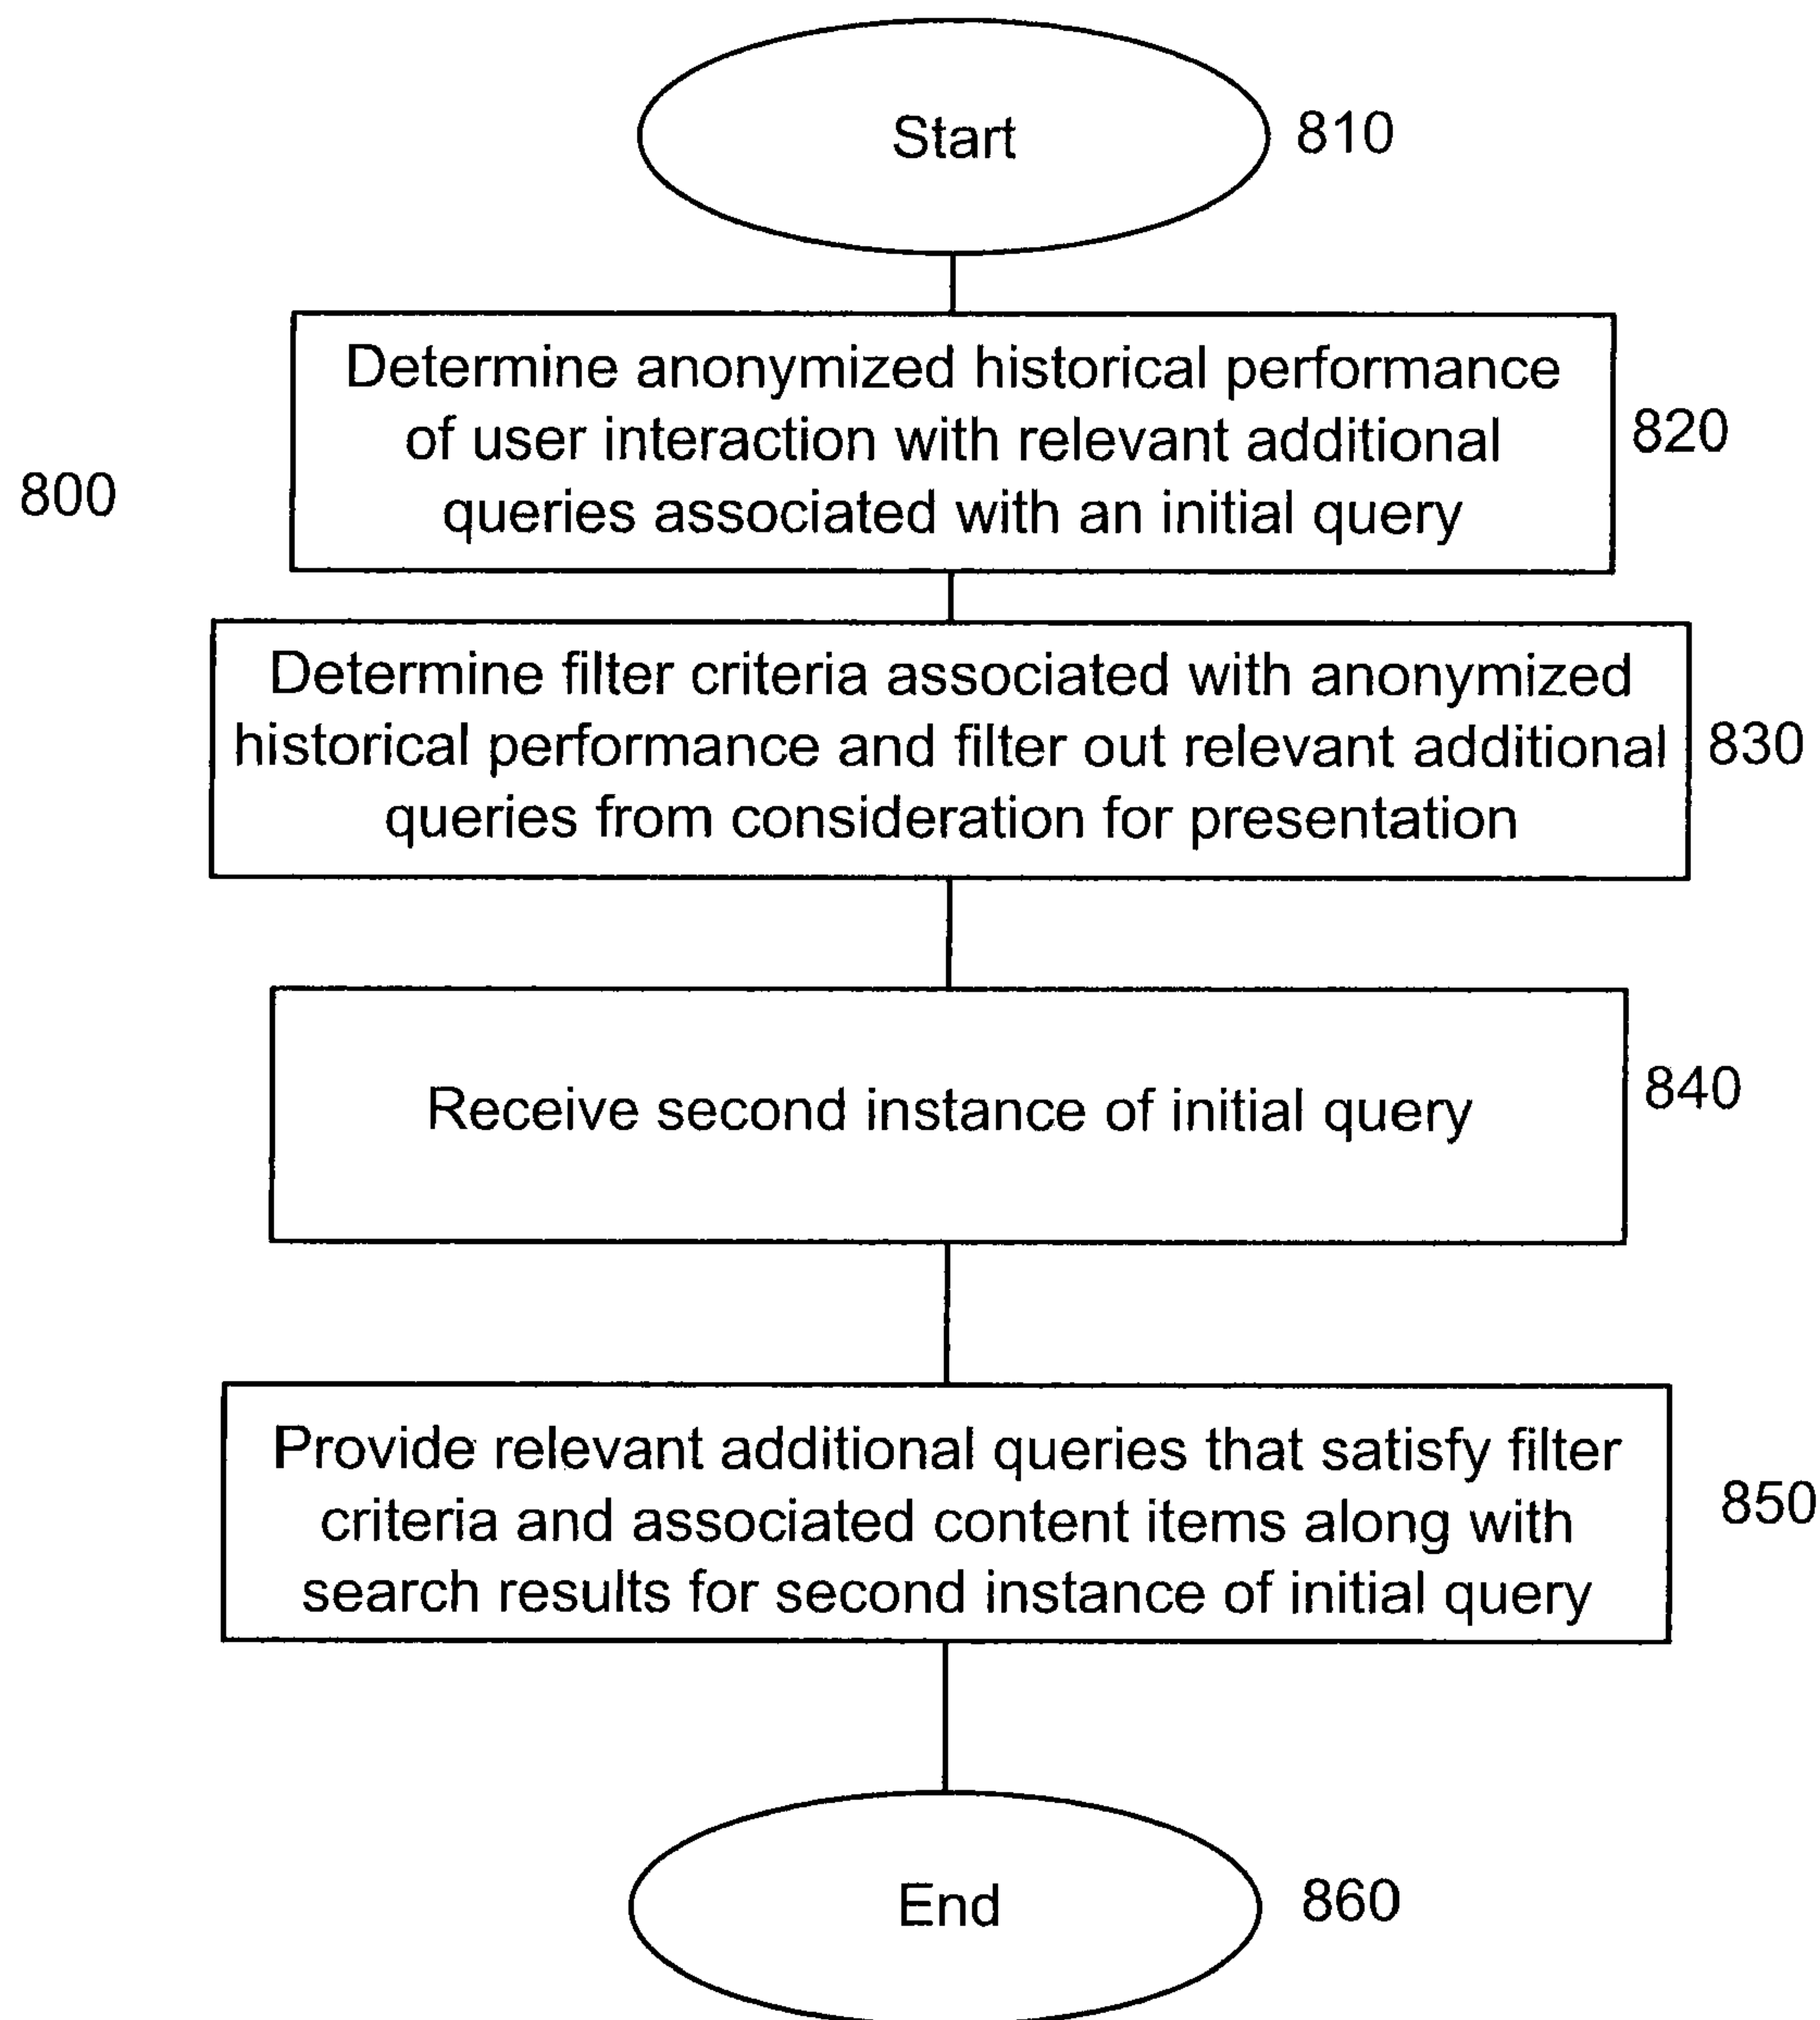 Start
810
Determine anonymized historical performance
of user interaction with relevant additional
queries associated with an initial query
820
800
Determine filter criteria associated with anonymized
historical performance and filter out relevant additional
queries from consideration for presentation
830
Receive second instance of initial query
840
Provide relevant additional queries that satisfy filter
criteria and associated content items along with
search results for second instance of initial query
850
End
860